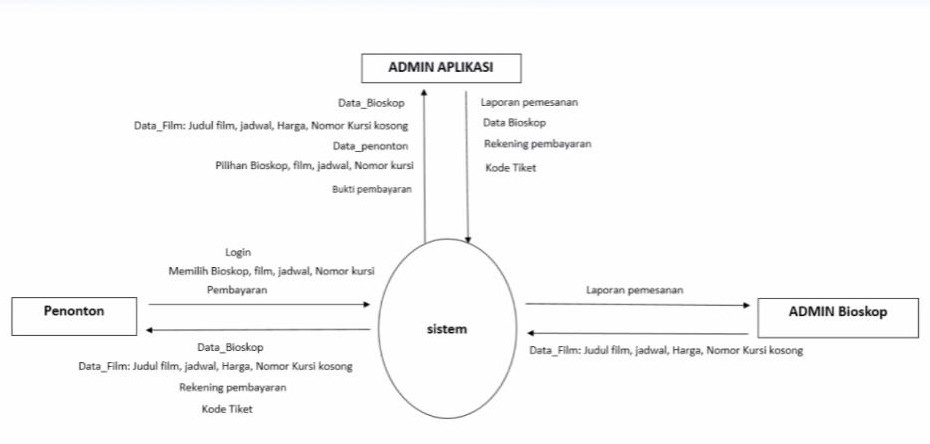 ADMIN APLIKASI
Data_Bioskop
Data_Film: Judul film, jadwal, Harga, Nomor Kursi kosong
Data_penonton
Pilihan Bioskop, film, jadwal, Nomor kursi
Bukti pembayaran
Laporan pemesanan
Data Bioskop
Rekening pembayaran
Kode Tiket
Login
Memilih Bioskop, film, jadwal, Nomor kursi
Pembayaran
Penonton
Data_Bioskop
Data_Film: Judul film, jadwal, Harga, Nomor Kursi kosong
Rekening pembayaran
Kode Tiket
sistem
Laporan pemesanan
ADMIN Bioskop
Data_Film: Judul film, jadwal, Harga, Nomor Kursi kosong